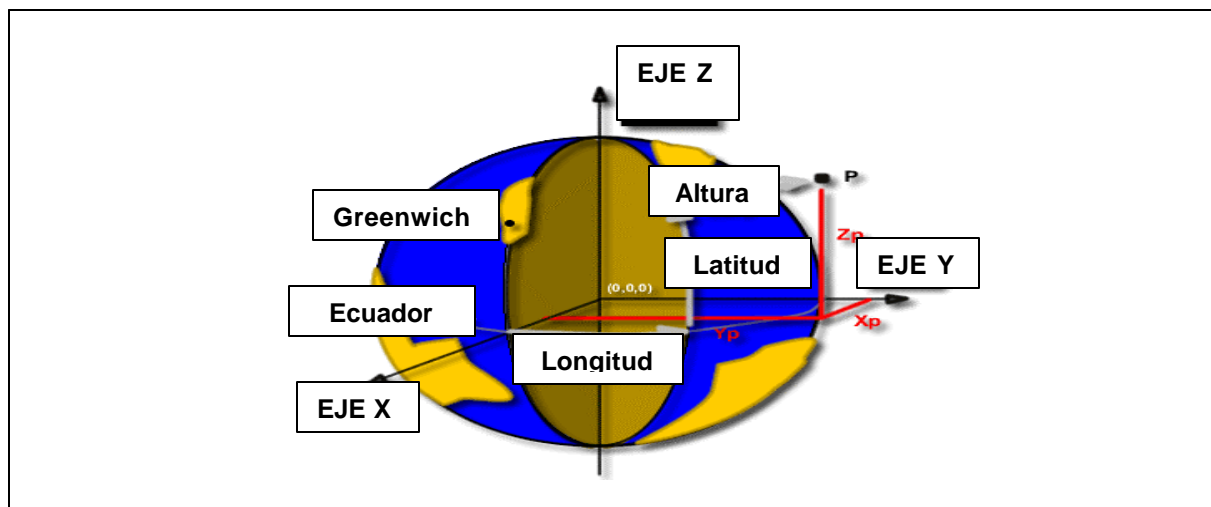 EJE Z
Altura
P
Greenwich
Zp
Latitud
EJE Y
(0,0,0)
Ecuador
Xp
Yp
Longitud
EJE X